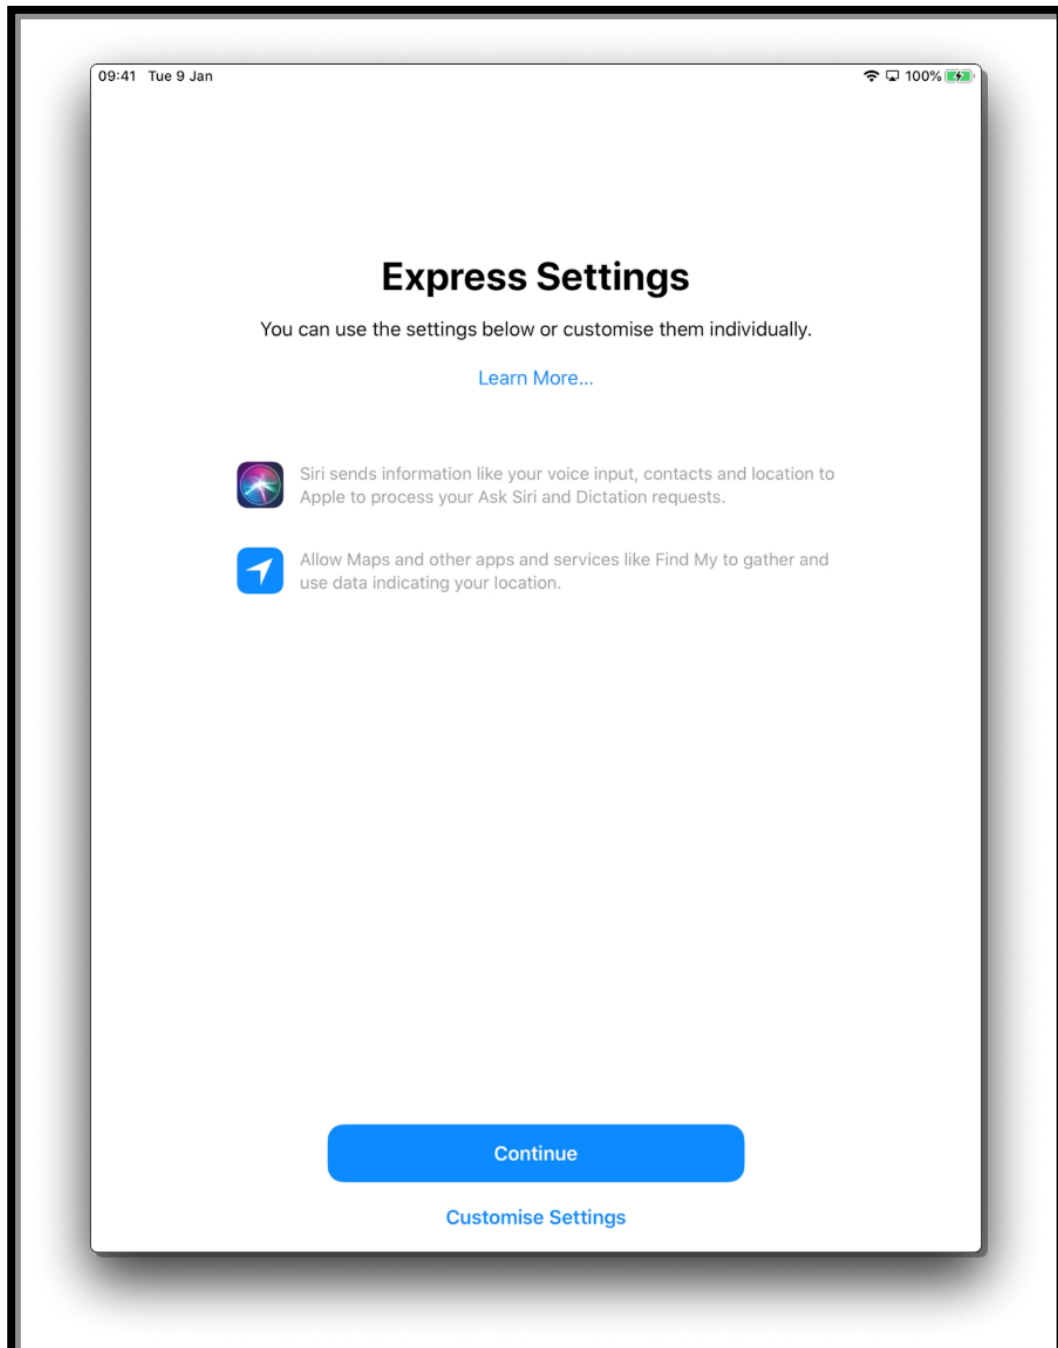 09:41 Tue 9 Jan 100%
Express Settings
You can use the settings below or customise them individually.
Learn More...
Siri sends information like your voice input, contacts and location to
Apple to process your Ask Siri and Dictation requests.
Allow Maps and other apps and services like Find My to gather and
use data indicating your location.
Continue
Customise Settings